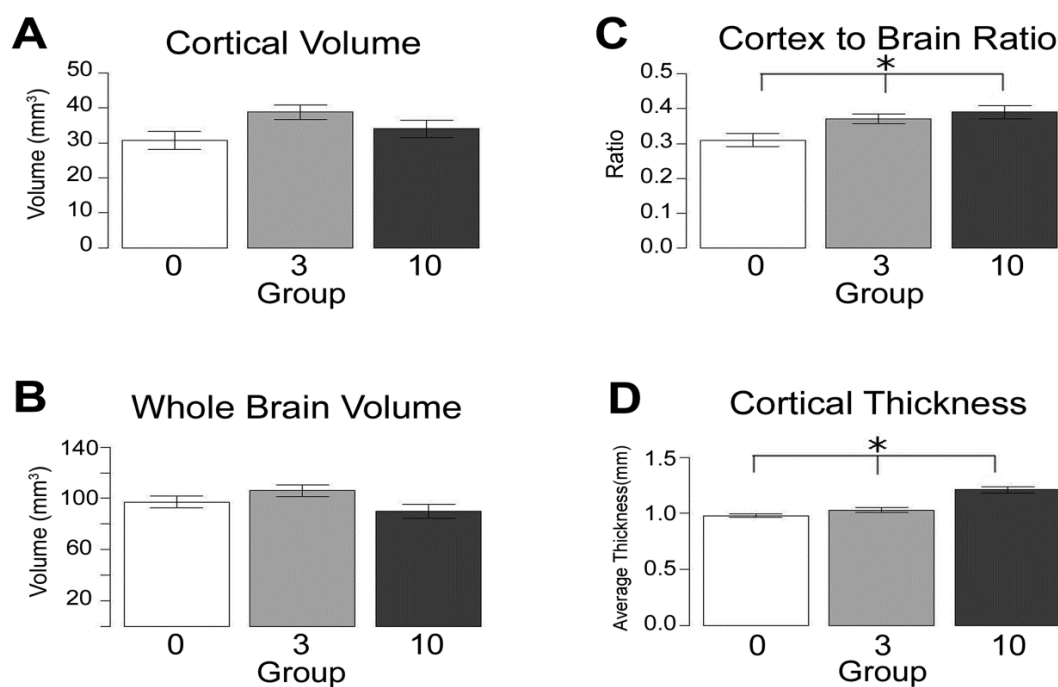 A
Cortical Volume
Volume (mm³)
50
40
30
20
10
0
0 3 10
Group
B
Whole Brain Volume
Volume (mm³)
140
100
60
20
0 3 10
Group
C
Cortex to Brain Ratio
*
Ratio
0.5
0.4
0.3
0.2
0.1
0.0
0 3 10
Group
D
Cortical Thickness
*
Average Thickness(mm)
1.5
1.0
0.5
0.0
0 3 10
Group